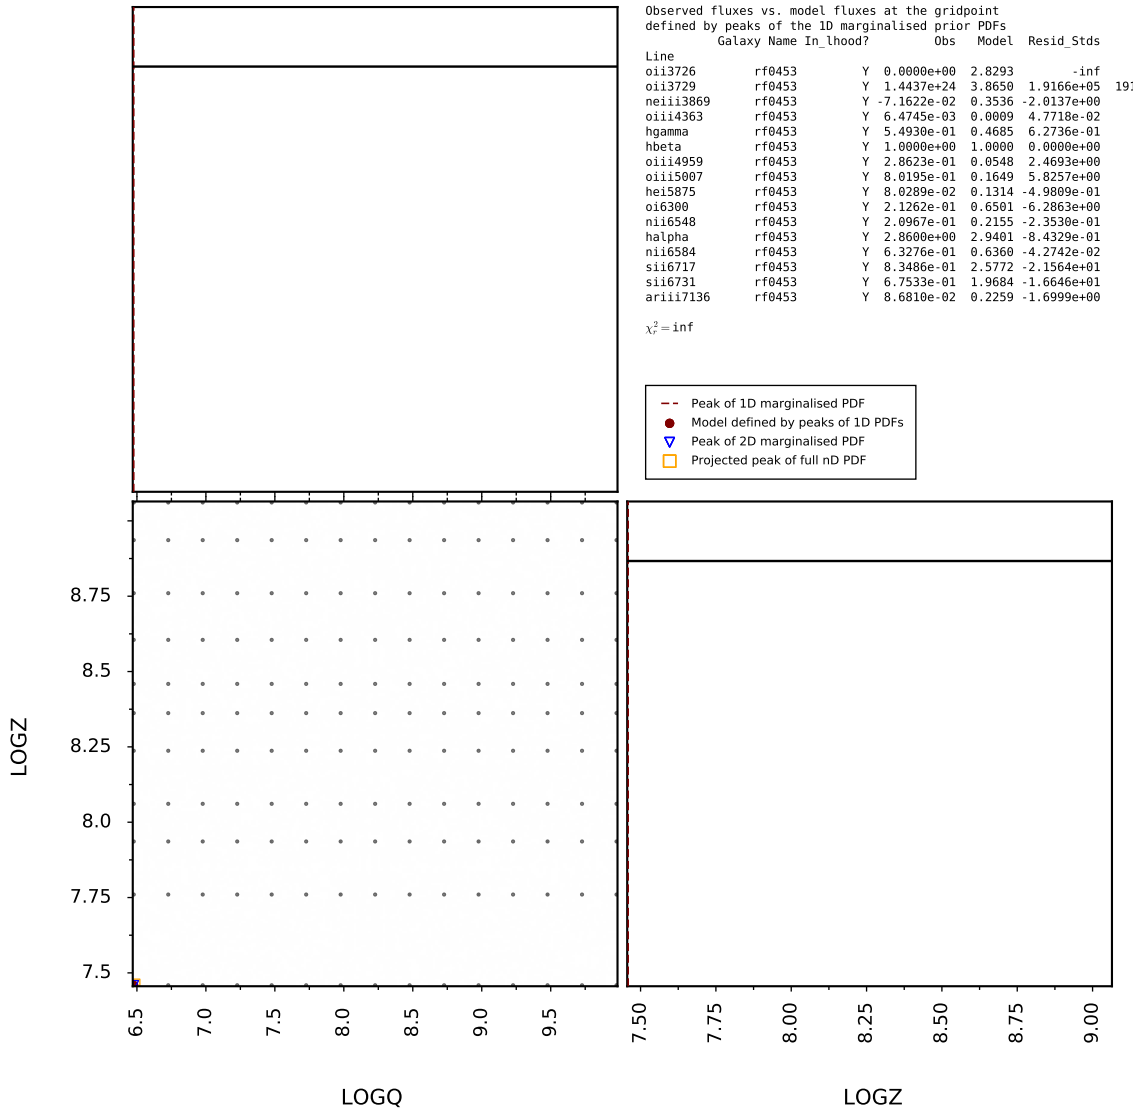 Observed fluxes vs. model fluxes at the gridpoint
defined by peaks of the 1D marginalised prior PDFs
Galaxy Name In_lhood? Obs Model Resid_Stds
Line
oii3726 rf0453 Y 0.0000e+00 2.8293 -inf
oii3729 rf0453 Y 1.4437e+24 3.8650 1.9166e+05 191
neiii3869 rf0453 Y -7.1622e-02 0.3536 -2.0137e+00
oiii4363 rf0453 Y 6.4745e-03 0.0009 4.7718e-02
hgamma rf0453 Y 5.4930e-01 0.4685 6.2736e-01
hbeta rf0453 Y 1.0000e+00 1.0000 0.0000e+00
oiii4959 rf0453 Y 2.8623e-01 0.0548 2.4693e+00
oiii5007 rf0453 Y 8.0195e-01 0.1649 5.8257e+00
hei5875 rf0453 Y 8.0289e-02 0.1314 -4.9809e-01
oi6300 rf0453 Y 2.1262e-01 0.6501 -6.2863e+00
nii6548 rf0453 Y 2.0967e-01 0.2155 -2.3530e-01
halpha rf0453 Y 2.8600e+00 2.9401 -8.4329e-01
nii6584 rf0453 Y 6.3276e-01 0.6360 -4.2742e-02
sii6717 rf0453 Y 8.3486e-01 2.5772 -2.1564e+01
sii6731 rf0453 Y 6.7533e-01 1.9684 -1.6646e+01
ariii7136 rf0453 Y 8.6810e-02 0.2259 -1.6999e+00
χ²ᵣ = inf
Peak of 1D marginalised PDF
Model defined by peaks of 1D PDFs
Peak of 2D marginalised PDF
Projected peak of full nD PDF
LOGZ
8.75
8.5
8.25
8.0
7.75
7.5
6.5 7.0 7.5 8.0 8.5 9.0 9.5
LOGQ
7.50 7.75 8.00 8.25 8.50 8.75 9.00
LOGZ